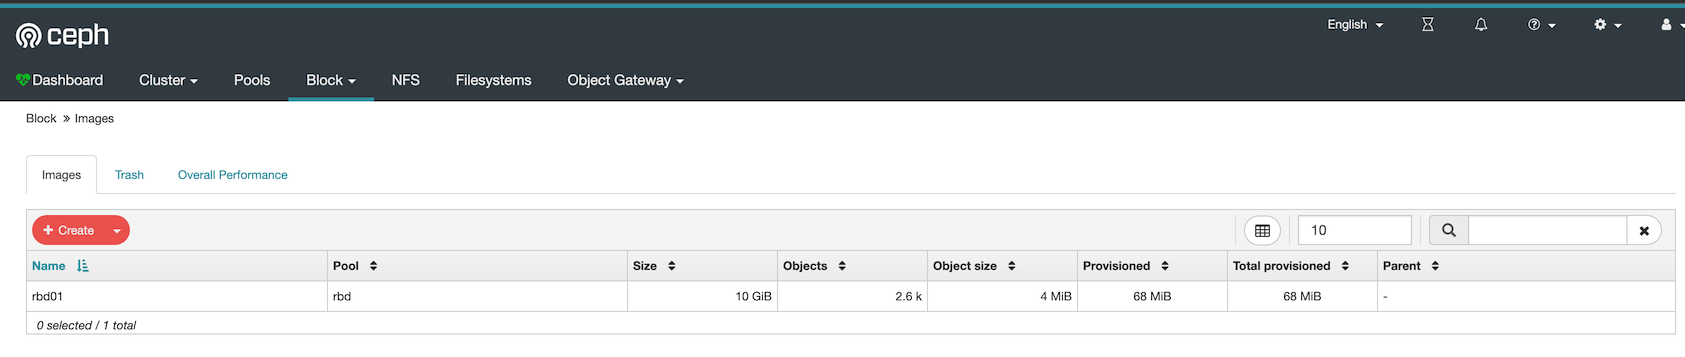 ceph
English
Dashboard Cluster Pools Block NFS Filesystems Object Gateway
Block » Images
Images Trash Overall Performance
+ Create 10
Name Pool Size Objects Object size Provisioned Total provisioned Parent
rbd01 rbd 10 GiB 2.6 k 4 MiB 68 MiB 68 MiB -
0 selected / 1 total